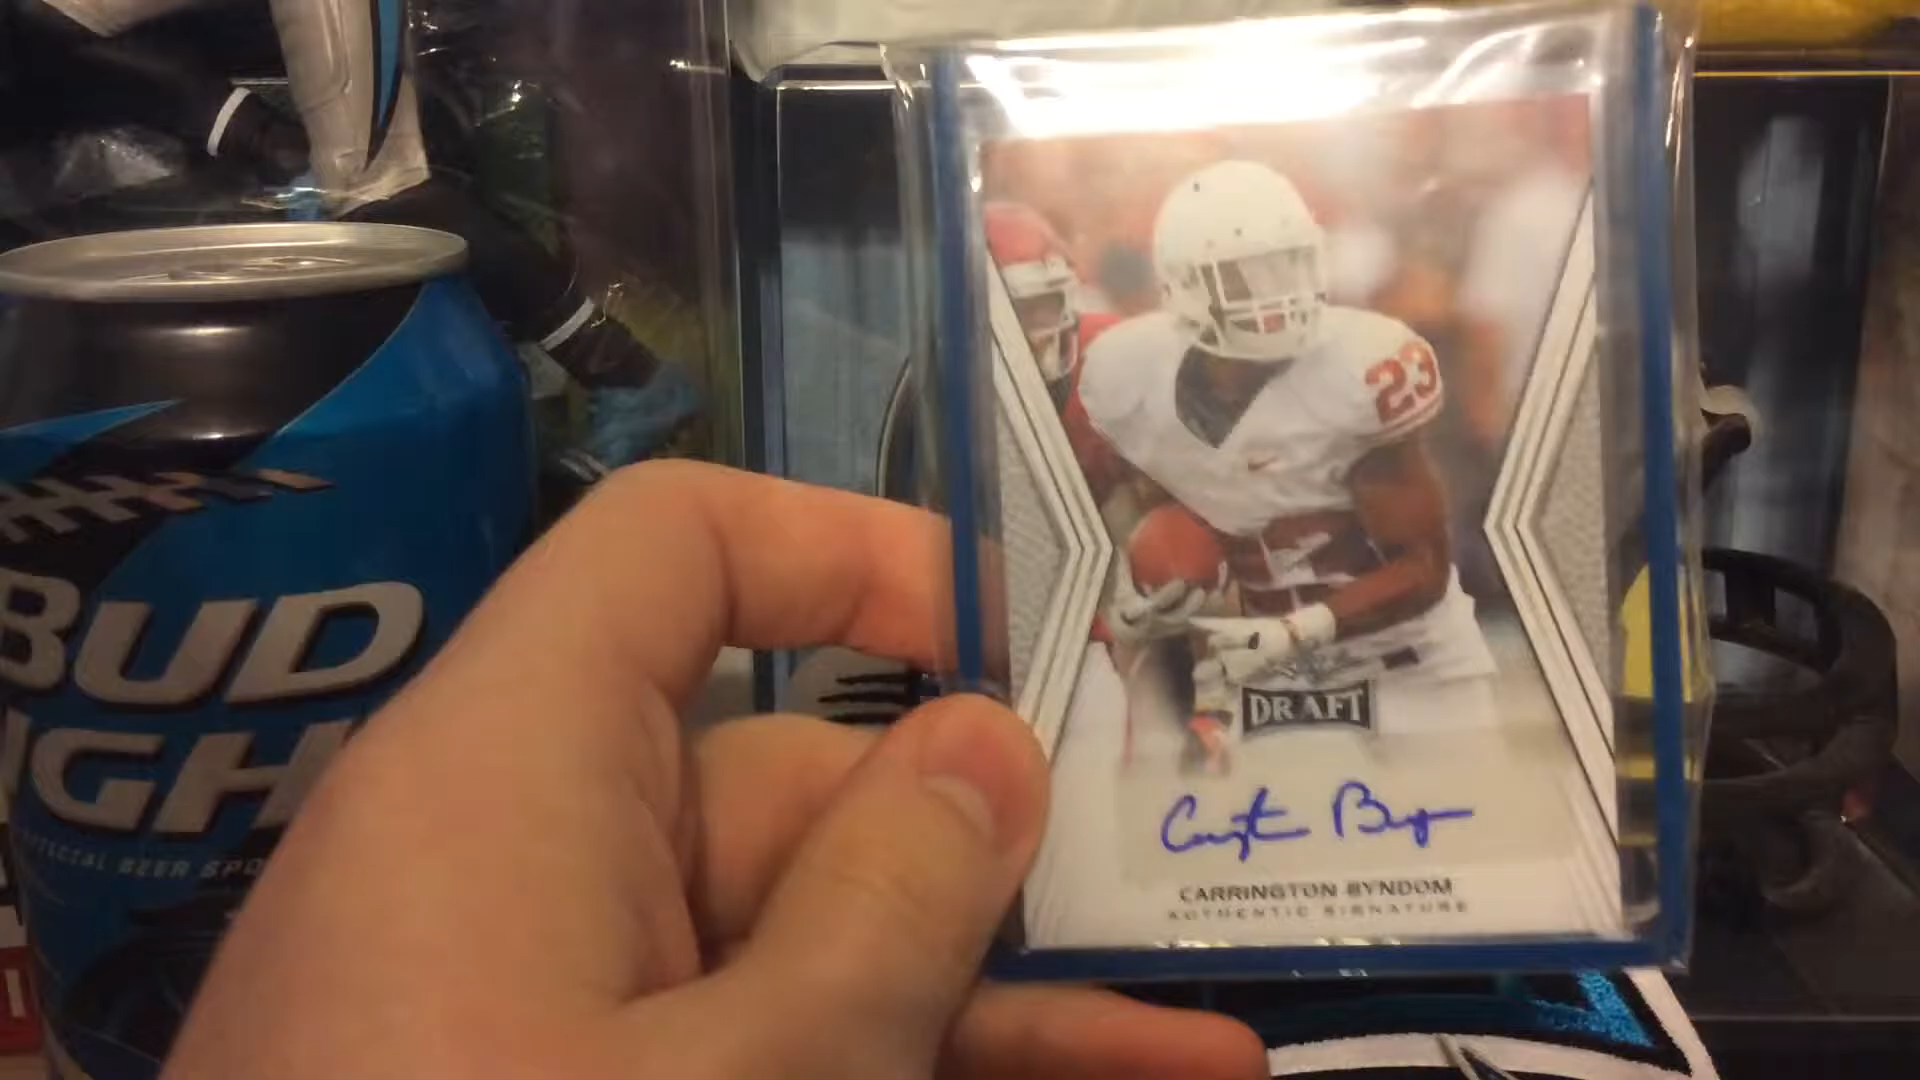 BUD
IGH
OFFICIAL BEER SPO
23
DRAFT
CARRINGTON BYNDOM
AUTHENTIC SIGNATURE